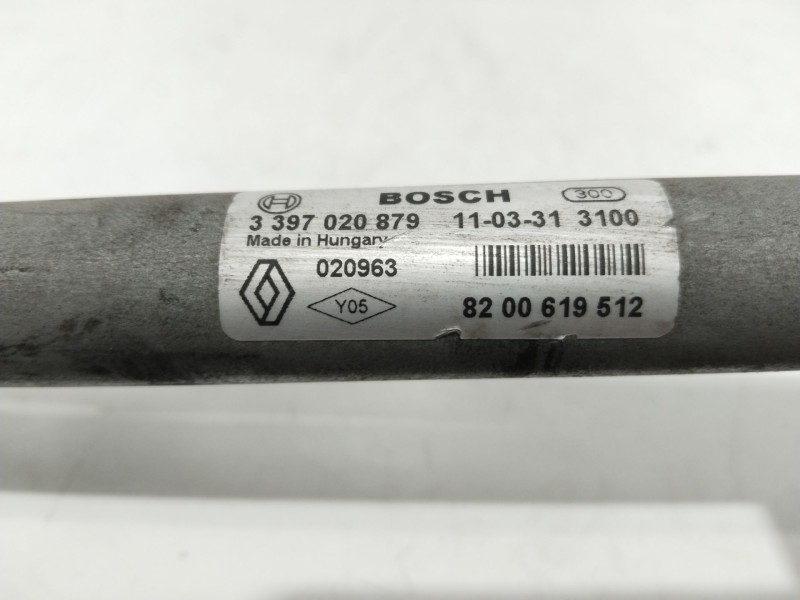 BOSCH 300
3 397 020 879 11-03-31 3100
Made in Hungary
020963
Y05 82 00 619 512